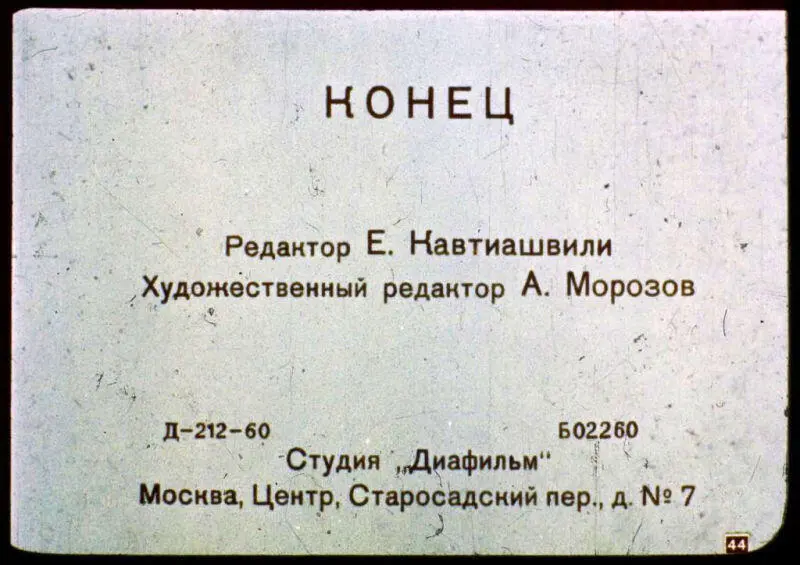 КОНЕЦ
Редактор Е. Кавтиашвили
Художественный редактор А. Морозов
Д-212-60 Б02260
Студия „Диафильм"
Москва, Центр, Старосадский пер., д. № 7
44